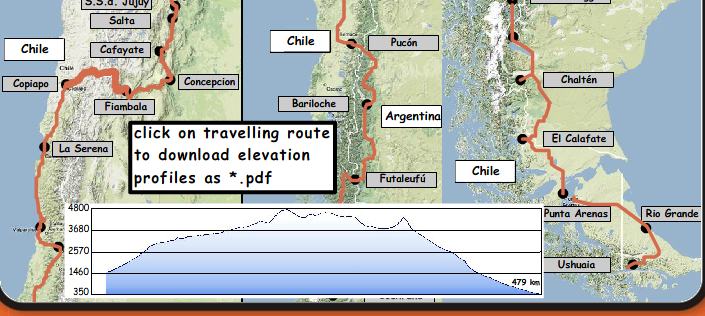 S.S.d. Jujuy
Salta
Chile
Cafayate
Copiapo
Concepcion
Fiambala
La Serena
click on travelling route
to download elevation
profiles as *.pdf
Chile
Pucón
Bariloche
Argentina
Futaleufú
Chaltén
El Calafate
Chile
Punta Arenas
Rio Grande
Ushuaia
4800
3680
2570
1460
350
479 km